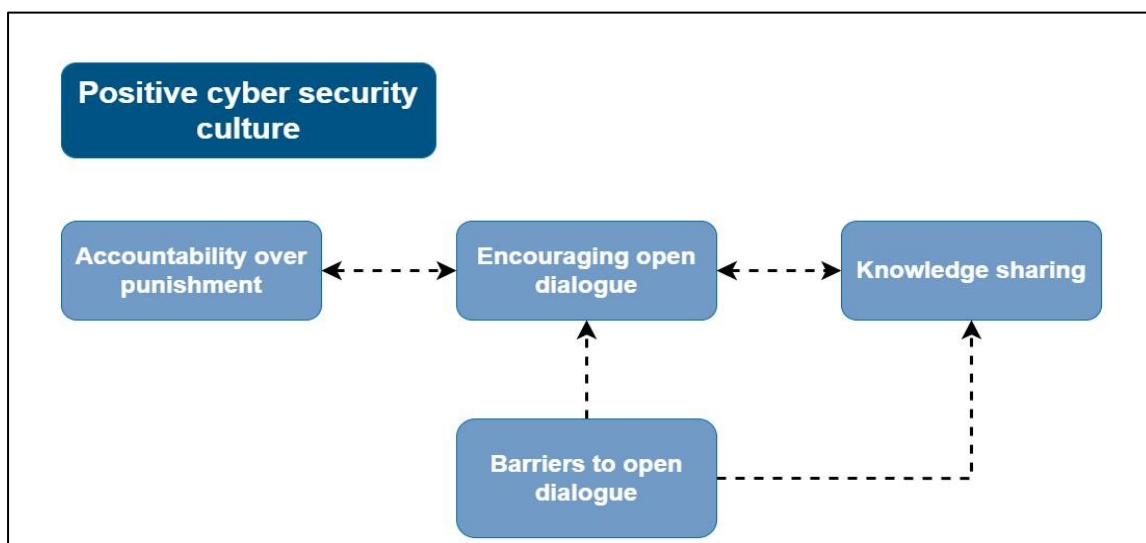 Positive cyber security
culture
Accountability over
punishment
Encouraging open
dialogue
Knowledge sharing
Barriers to open
dialogue